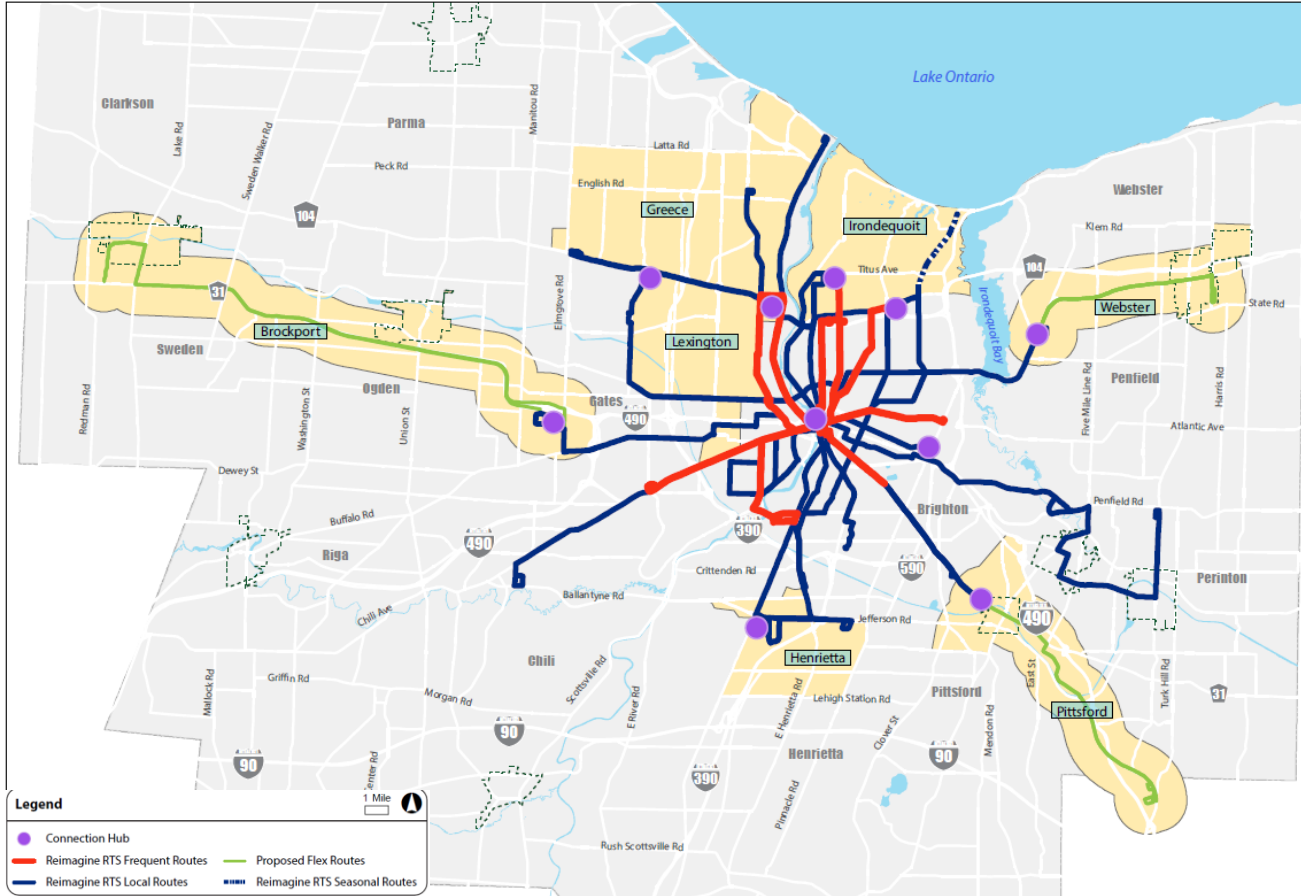 Lake Ontario
Clarkson
Parma
Lake Rd
Sweden Walker Rd
Manitou Rd
Latta Rd
Peck Rd
English Rd
Webster
104
Greece
Irondequoit
Klem Rd
Titus Ave
104
31
Elmgrove Rd
Irondequoit Bay
Webster
State Rd
Brockport
Sweden
Lexington
Ogden
Penfield
Redman Rd
Washington St
Union St
Gates
490
Five Mile Line Rd
Harris Rd
Atlantic Ave
Dewey St
Buffalo Rd
Penfield Rd
Brighton
490
390
Riga
Crittenden Rd
590
Perinton
Ballantyne Rd
Chili Ave
Jefferson Rd
490
Chili
Scottsville Rd
Henrietta
East St
Griffin Rd
Matlock Rd
Morgan Rd
E River Rd
E Henrietta Rd
Lehigh Station Rd
Pittsford
Turk Hill Rd
31
Pittsford
Clover St
Mendon Rd
90
90
Henrietta
90
390
Pinnacle Rd
Center Rd
Rush Scottsville Rd
Legend
1 Mile
Connection Hub
Reimagine RTS Frequent Routes
Proposed Flex Routes
Reimagine RTS Local Routes
Reimagine RTS Seasonal Routes